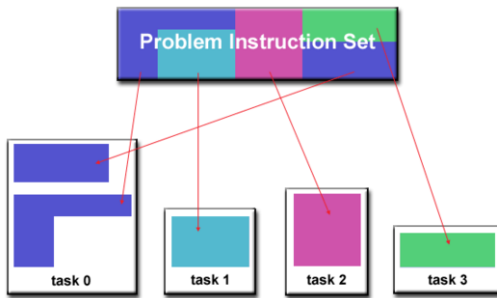 Problem Instruction Set
task 0
task 1
task 2
task 3